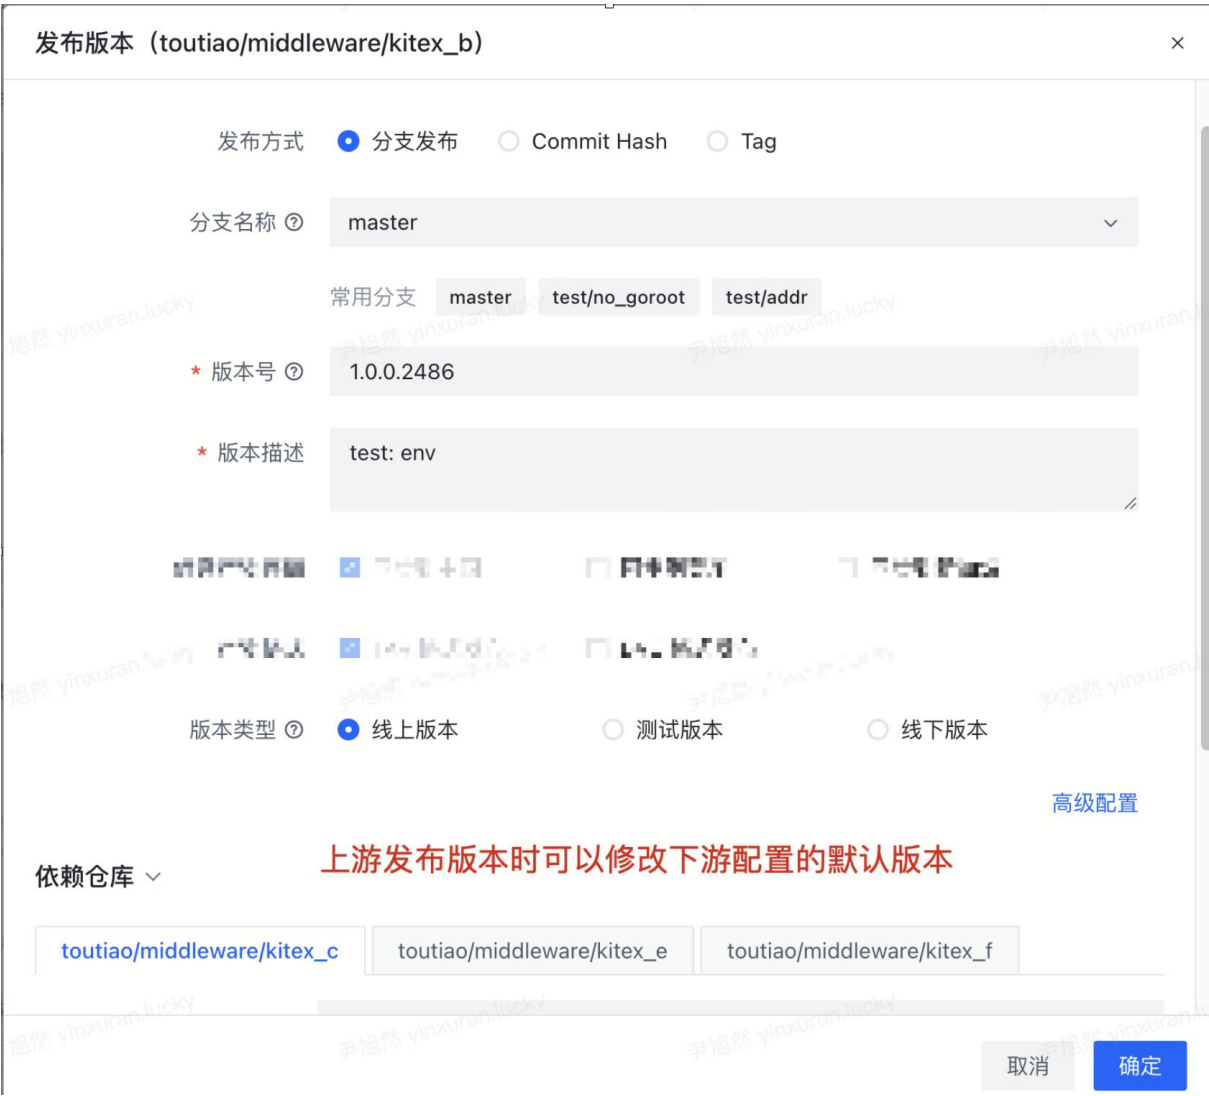 发布版本（toutiao/middleware/kitex_b）
发布方式 分支发布 Commit Hash Tag
分支名称 master
常用分支 master test/no_goroot test/addr
* 版本号 1.0.0.2486
* 版本描述 test: env
版本类型 线上版本 测试版本 线下版本
高级配置
上游发布版本时可以修改下游配置的默认版本
依赖仓库
toutiao/middleware/kitex_c toutiao/middleware/kitex_e toutiao/middleware/kitex_f
取消 确定
尹旭然 yinxuran.lucky